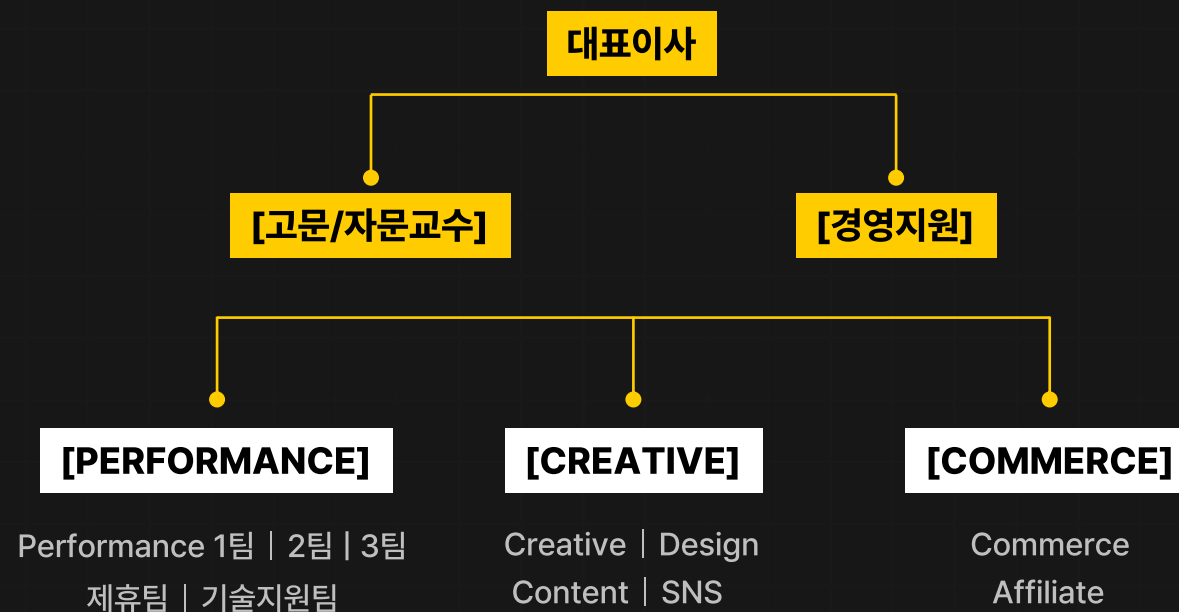 대표이사
[고문/자문교수] [경영지원]
[PERFORMANCE] [CREATIVE] [COMMERCE]
Performance 1팀 | 2팀 | 3팀
제휴팀 | 기술지원팀
Creative | Design
Content | SNS
Commerce
Affiliate